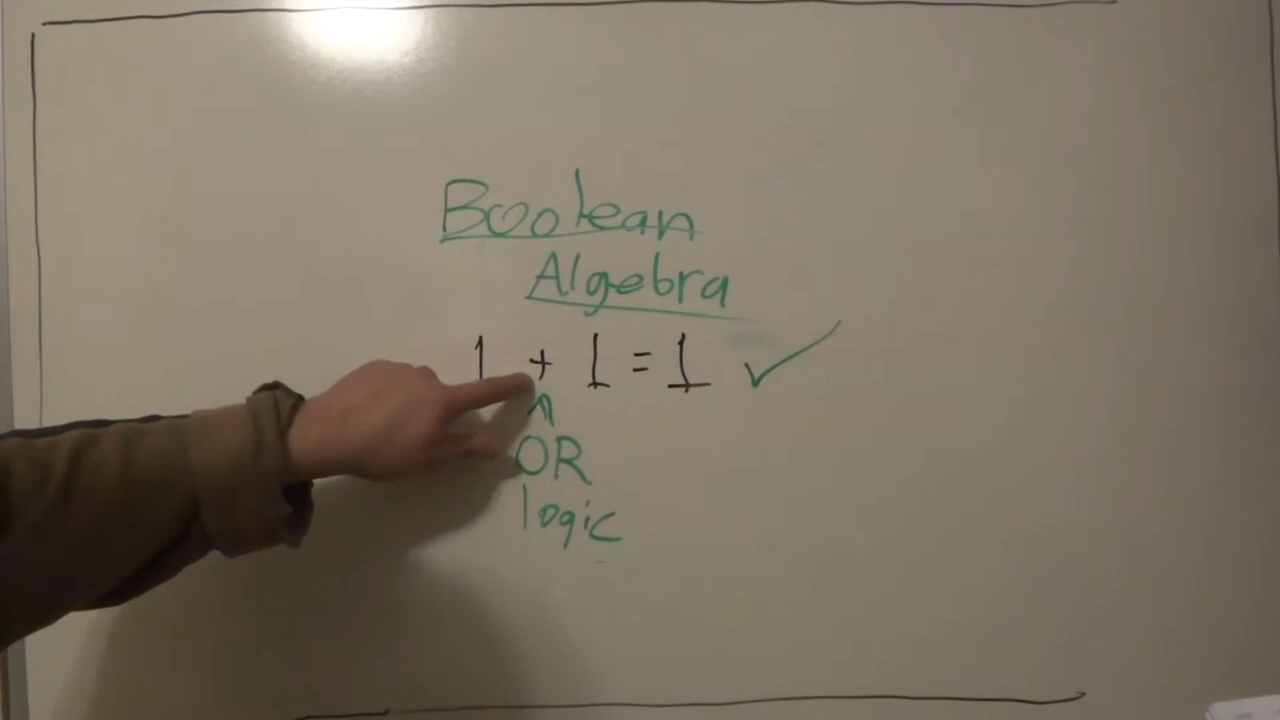 Boolean
Algebra
1 + 1 = 1 ✓
OR
logic